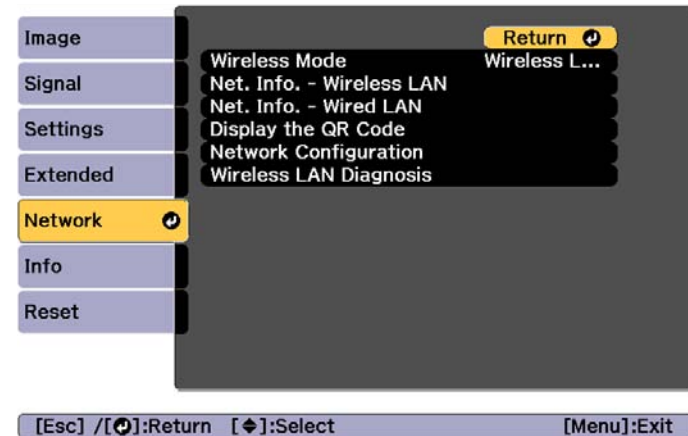 Image
Signal
Settings
Extended
Network
Info
Reset
Return
Wireless Mode Wireless L...
Net. Info. - Wireless LAN
Net. Info. - Wired LAN
Display the QR Code
Network Configuration
Wireless LAN Diagnosis
[Esc] /[⏎]:Return [◆]:Select [Menu]:Exit